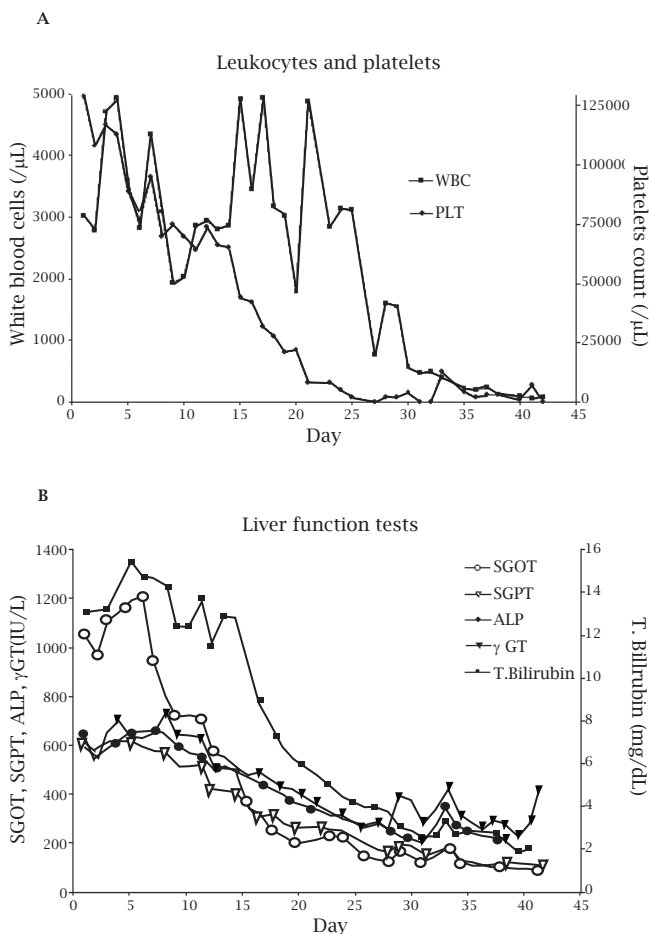 A
Leukocytes and platelets
White blood cells (/µL)
5000
4000
3000
2000
1000
0
125000
100000
75000
50000
25000
0
Platelets count (/µL)
WBC
PLT
0 5 10 15 20 25 30 35 40 45
Day
B
Liver function tests
SGOT, SGPT, ALP, γGT(IU/L)
1400
1200
1000
800
600
400
200
0
16
14
12
10
8
6
4
2
0
T. Billrubin (mg/dL)
SGOT
SGPT
ALP
γ GT
T.Bilirubin
0 5 10 15 20 25 30 35 40 45
Day